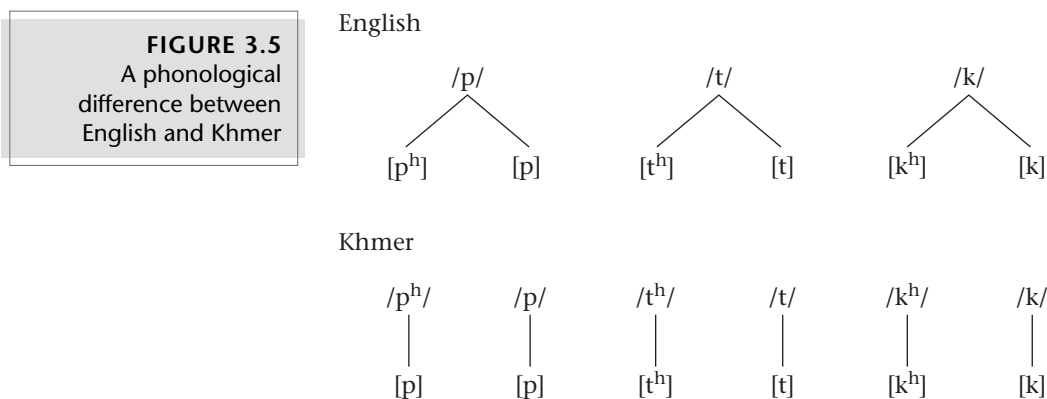 FIGURE 3.5
A phonological
difference between
English and Khmer
English
/p/ /t/ /k/
[pʰ] [p] [tʰ] [t] [kʰ] [k]
Khmer
/pʰ/ /p/ /tʰ/ /t/ /kʰ/ /k/
[p] [p] [tʰ] [t] [kʰ] [k]